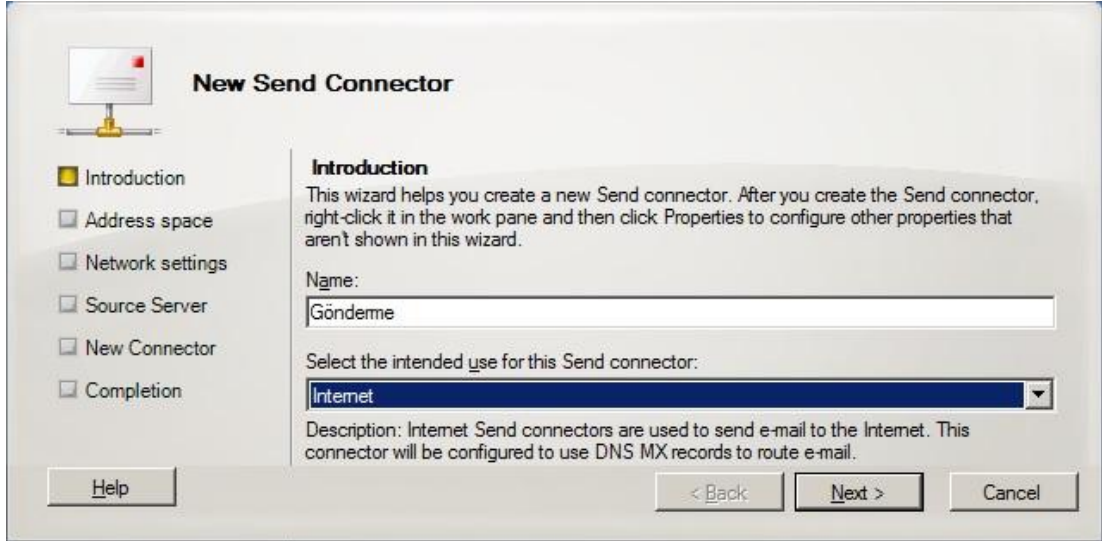 New Send Connector
Introduction
Address space
Network settings
Source Server
New Connector
Completion
Introduction
This wizard helps you create a new Send connector. After you create the Send connector,
right-click it in the work pane and then click Properties to configure other properties that
aren't shown in this wizard.
Name:
Gönderme
Select the intended use for this Send connector:
Internet
Description: Internet Send connectors are used to send e-mail to the Internet. This
connector will be configured to use DNS MX records to route e-mail.
Help
< Back
Next >
Cancel